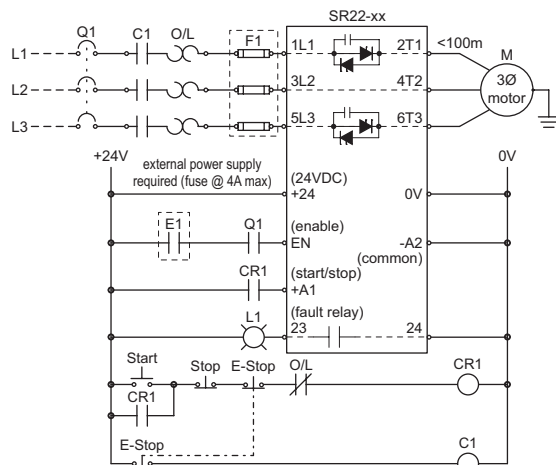 SR22-xx
Q1 C1 O/L F1
L1 1L1 2T1 <100m M
L2 3L2 4T2 3Ø motor
L3 5L3 6T3
+24V 0V
external power supply
required (fuse @ 4A max)
(24VDC)
+24 0V
(enable)
E1 Q1 EN -A2
(common)
(start/stop)
CR1 +A1
(fault relay)
L1 23 24
Start Stop E-Stop O/L CR1
CR1
E-Stop C1